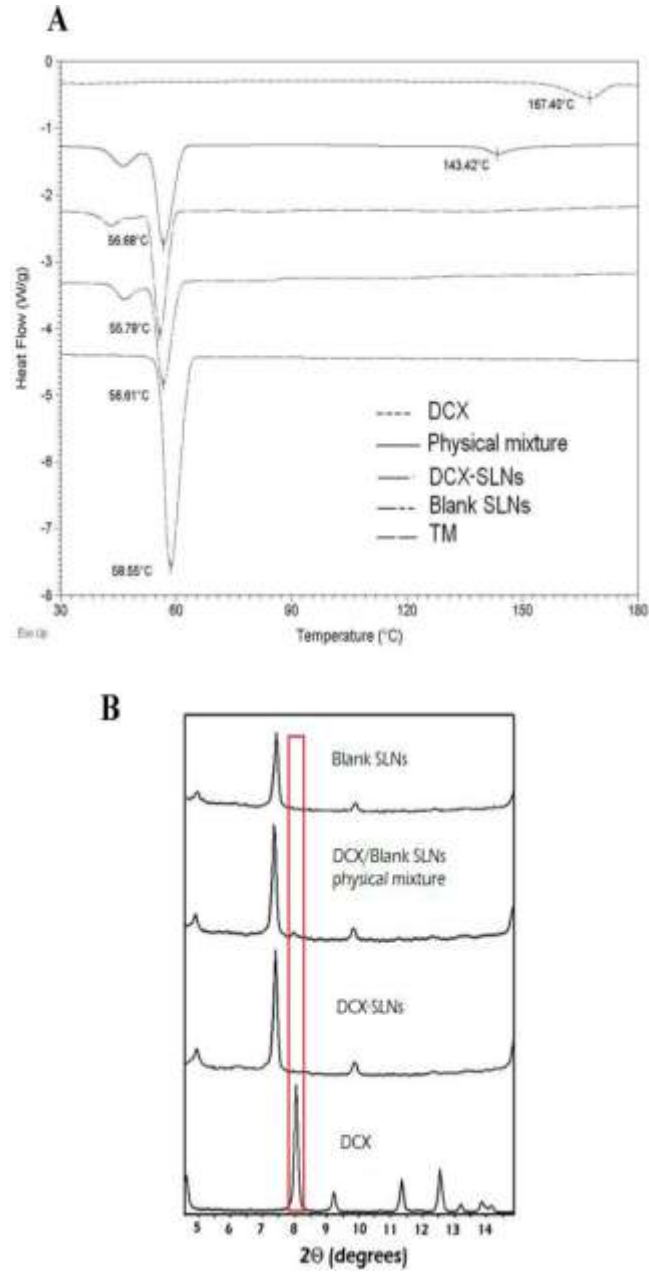 A
0
-1
-2
-3
-4
-5
-6
-7
-8
Heat Flow (W/g)
167.40°C
143.42°C
56.68°C
55.79°C
56.61°C
58.55°C
DCX
Physical mixture
DCX-SLNs
Blank SLNs
TM
30
60
90
120
150
180
Exo Up
Temperature (°C)
B
Blank SLNs
DCX/Blank SLNs
physical mixture
DCX-SLNs
DCX
5 6 7 8 9 10 11 12 13 14
2Θ (degrees)